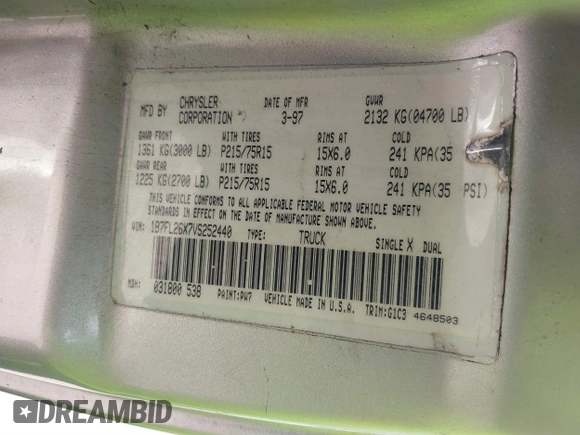 MFD BY CHRYSLER CORPORATION DATE OF MFR 3-97 GVWR 2132 KG(04700 LB)
GAWR FRONT WITH TIRES RIMS AT COLD
1361 KG(3000 LB) P215/75R15 15X6.0 241 KPA(35
GAWR REAR WITH TIRES RIMS AT COLD
1225 KG(2700 LB) P215/75R15 15X6.0 241 KPA(35 PSI)
THIS VEHICLE CONFORMS TO ALL APPLICABLE FEDERAL MOTOR VEHICLE SAFETY
STANDARDS IN EFFECT ON THE DATE OF MANUFACTURE SHOWN ABOVE.
VIN: 1B7FL26X7VS252440 TYPE: TRUCK SINGLE X DUAL
MDH: 031800 538 PAINT:PW7 VEHICLE MADE IN U.S.A. TRIM:G1C3 4648503
DREAMBID